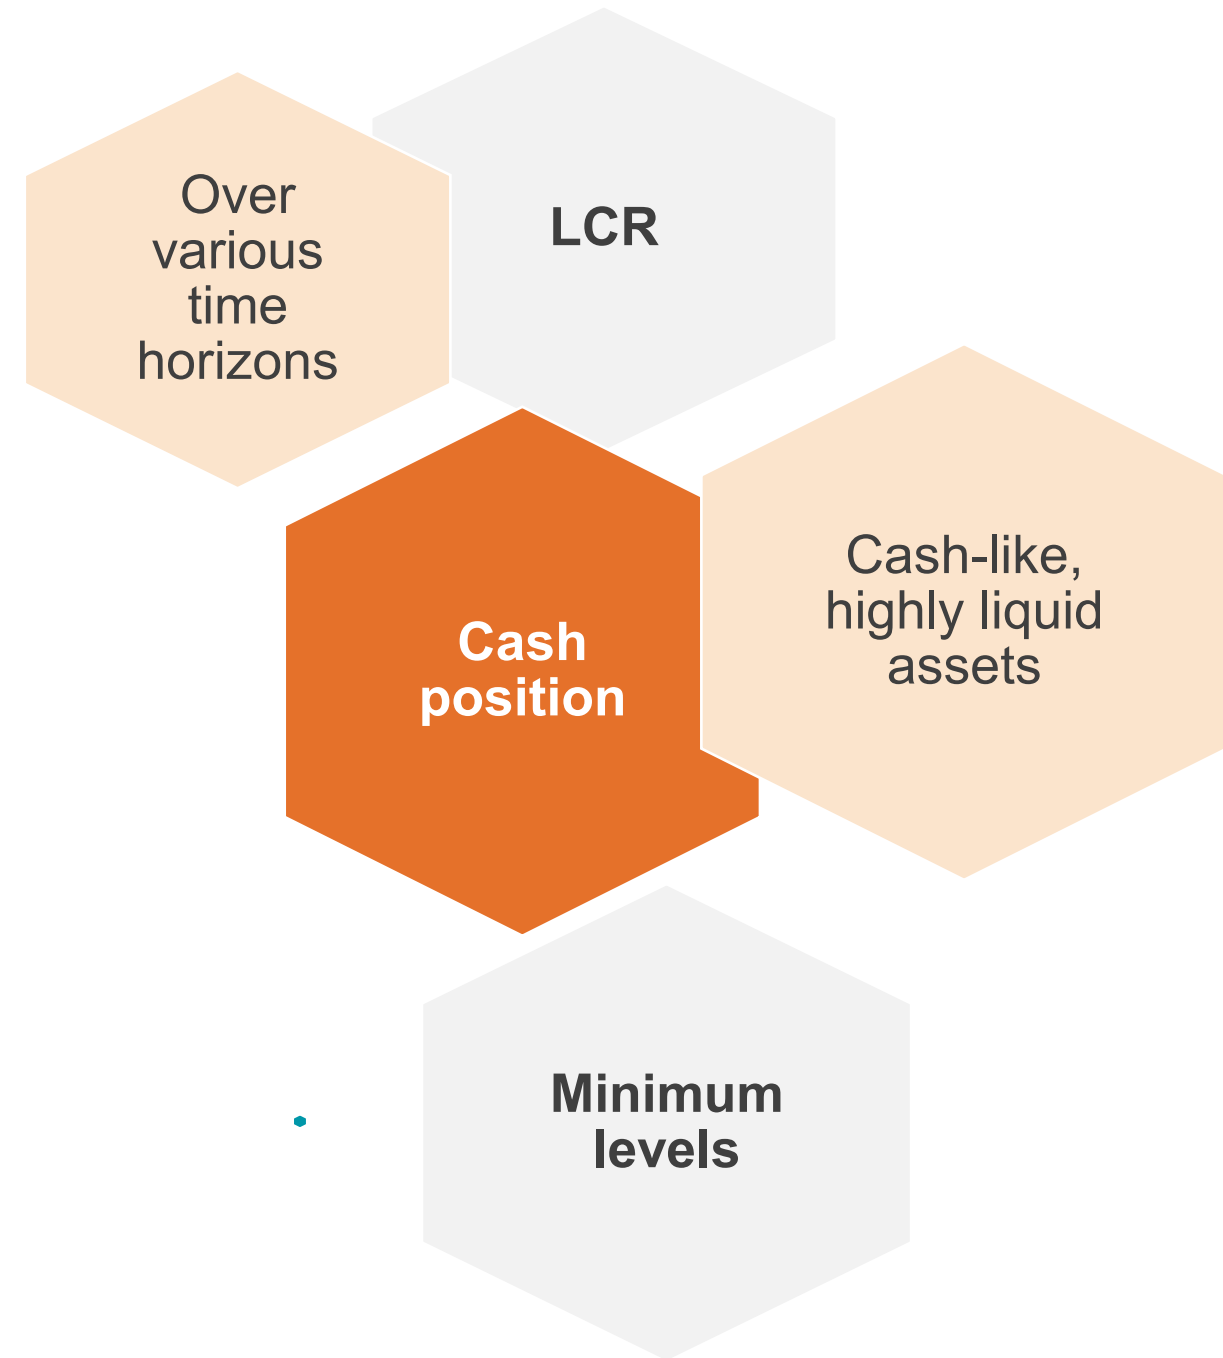 Over
various
time
horizons
LCR
Cash-like,
highly liquid
assets
Cash
position
Minimum
levels